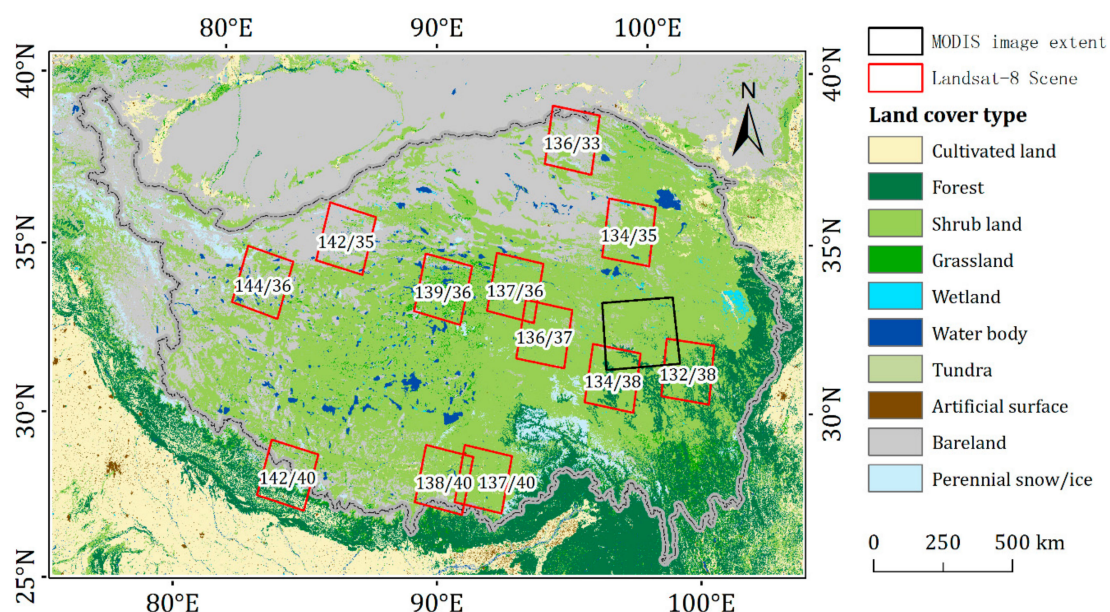 80°E
90°E
100°E
40°N
35°N
30°N
25°N
40°N
35°N
30°N
25°N
80°E
90°E
100°E
N
136/33
142/35
134/35
144/36
139/36
137/36
136/37
134/38
132/38
142/40
138/40
137/40
MODIS image extent
Landsat-8 Scene
Land cover type
Cultivated land
Forest
Shrub land
Grassland
Wetland
Water body
Tundra
Artificial surface
Bareland
Perennial snow/ice
0 250 500 km